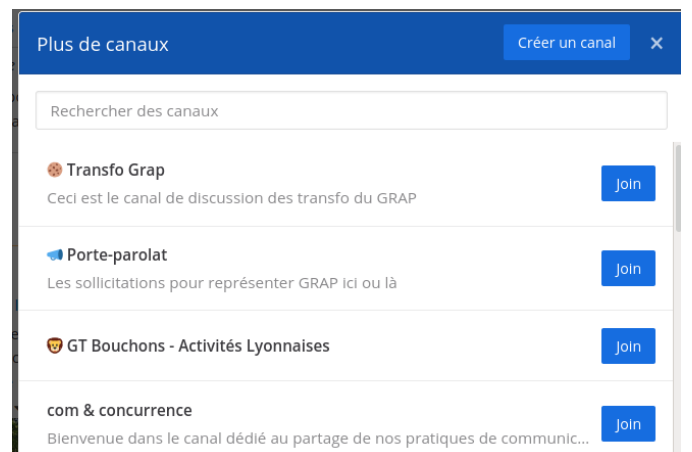 Plus de canaux
Créer un canal
Rechercher des canaux
Transfo Grap
Ceci est le canal de discussion des transfo du GRAP
Join
Porte-parolat
Les sollicitations pour représenter GRAP ici ou là
Join
GT Bouchons - Activités Lyonnaises
Join
com & concurrence
Bienvenue dans le canal dédié au partage de nos pratiques de communic...
Join